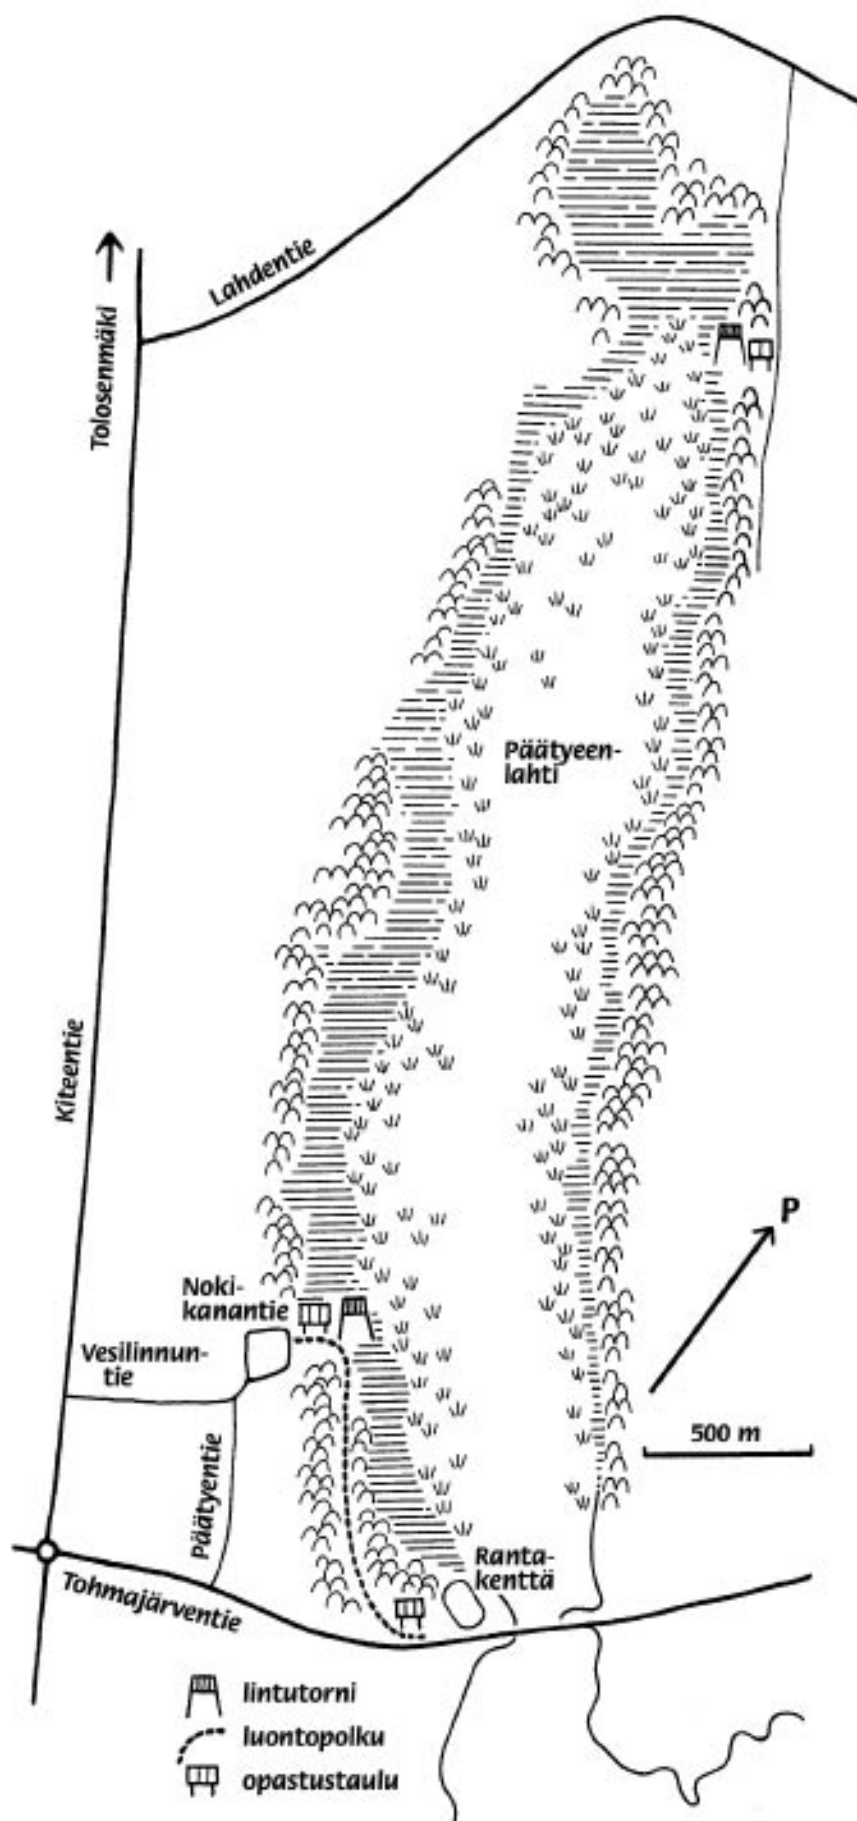 Lahdentie
Tolosenmäki
Päätyeen-
lahti
Kiteentie
P
Noki-
kanantie
Vesilinnun-
tie
500 m
Päätyentie
Ranta-
kenttä
Tohmajärventie
lintutorni
luontopolku
opastustaulu